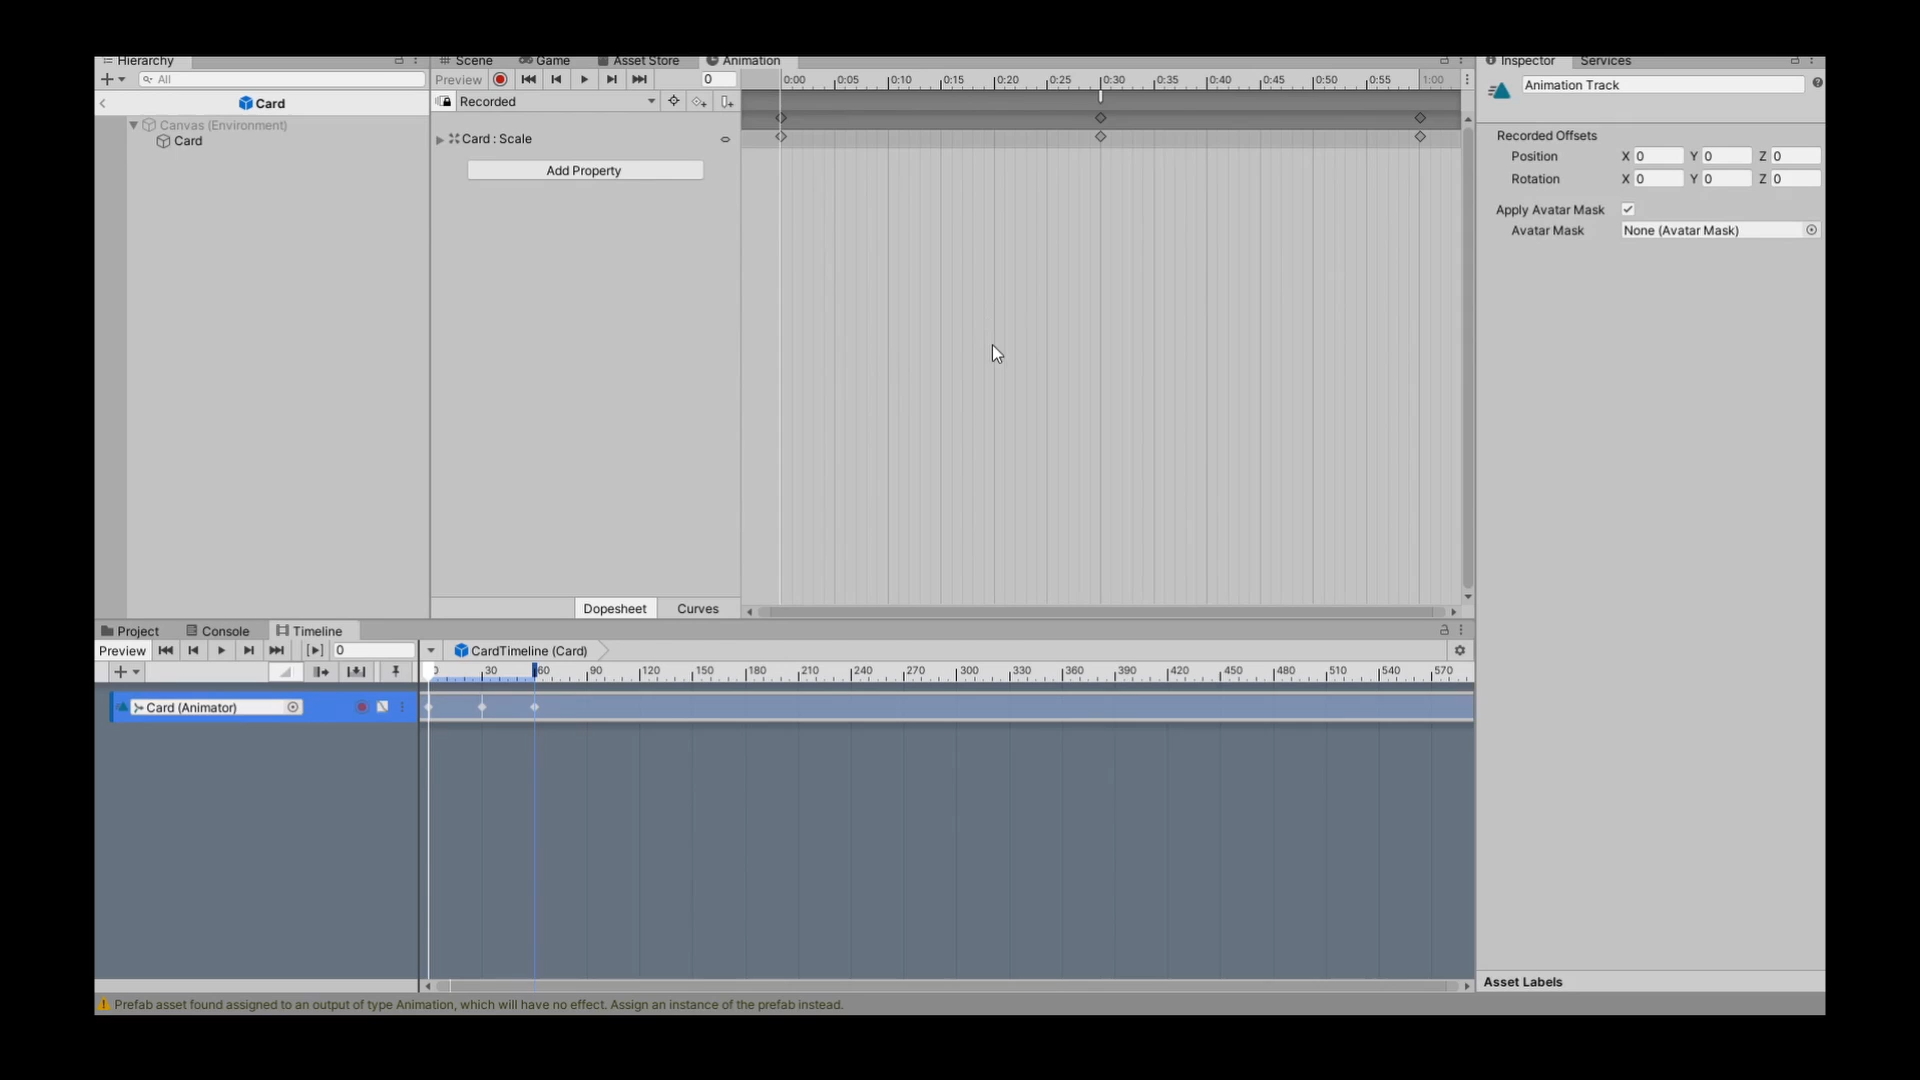 Hierarchy
All
Card
Canvas (Environment)
Card
Scene Game Asset Store Animation
Preview 0
Recorded
0:00 0:05 0:10 0:15 0:20 0:25 0:30 0:35 0:40 0:45 0:50 0:55 1:00
Card : Scale
Add Property
Dopesheet Curves
Inspector Services
Animation Track
Recorded Offsets
Position X 0 Y 0 Z 0
Rotation X 0 Y 0 Z 0
Apply Avatar Mask
Avatar Mask None (Avatar Mask)
Project Console Timeline
Preview 0 CardTimeline (Card)
0 30 60 90 120 150 180 210 240 270 300 330 360 390 420 450 480 510 540 570
Card (Animator)
Asset Labels
Prefab asset found assigned to an output of type Animation, which will have no effect. Assign an instance of the prefab instead.